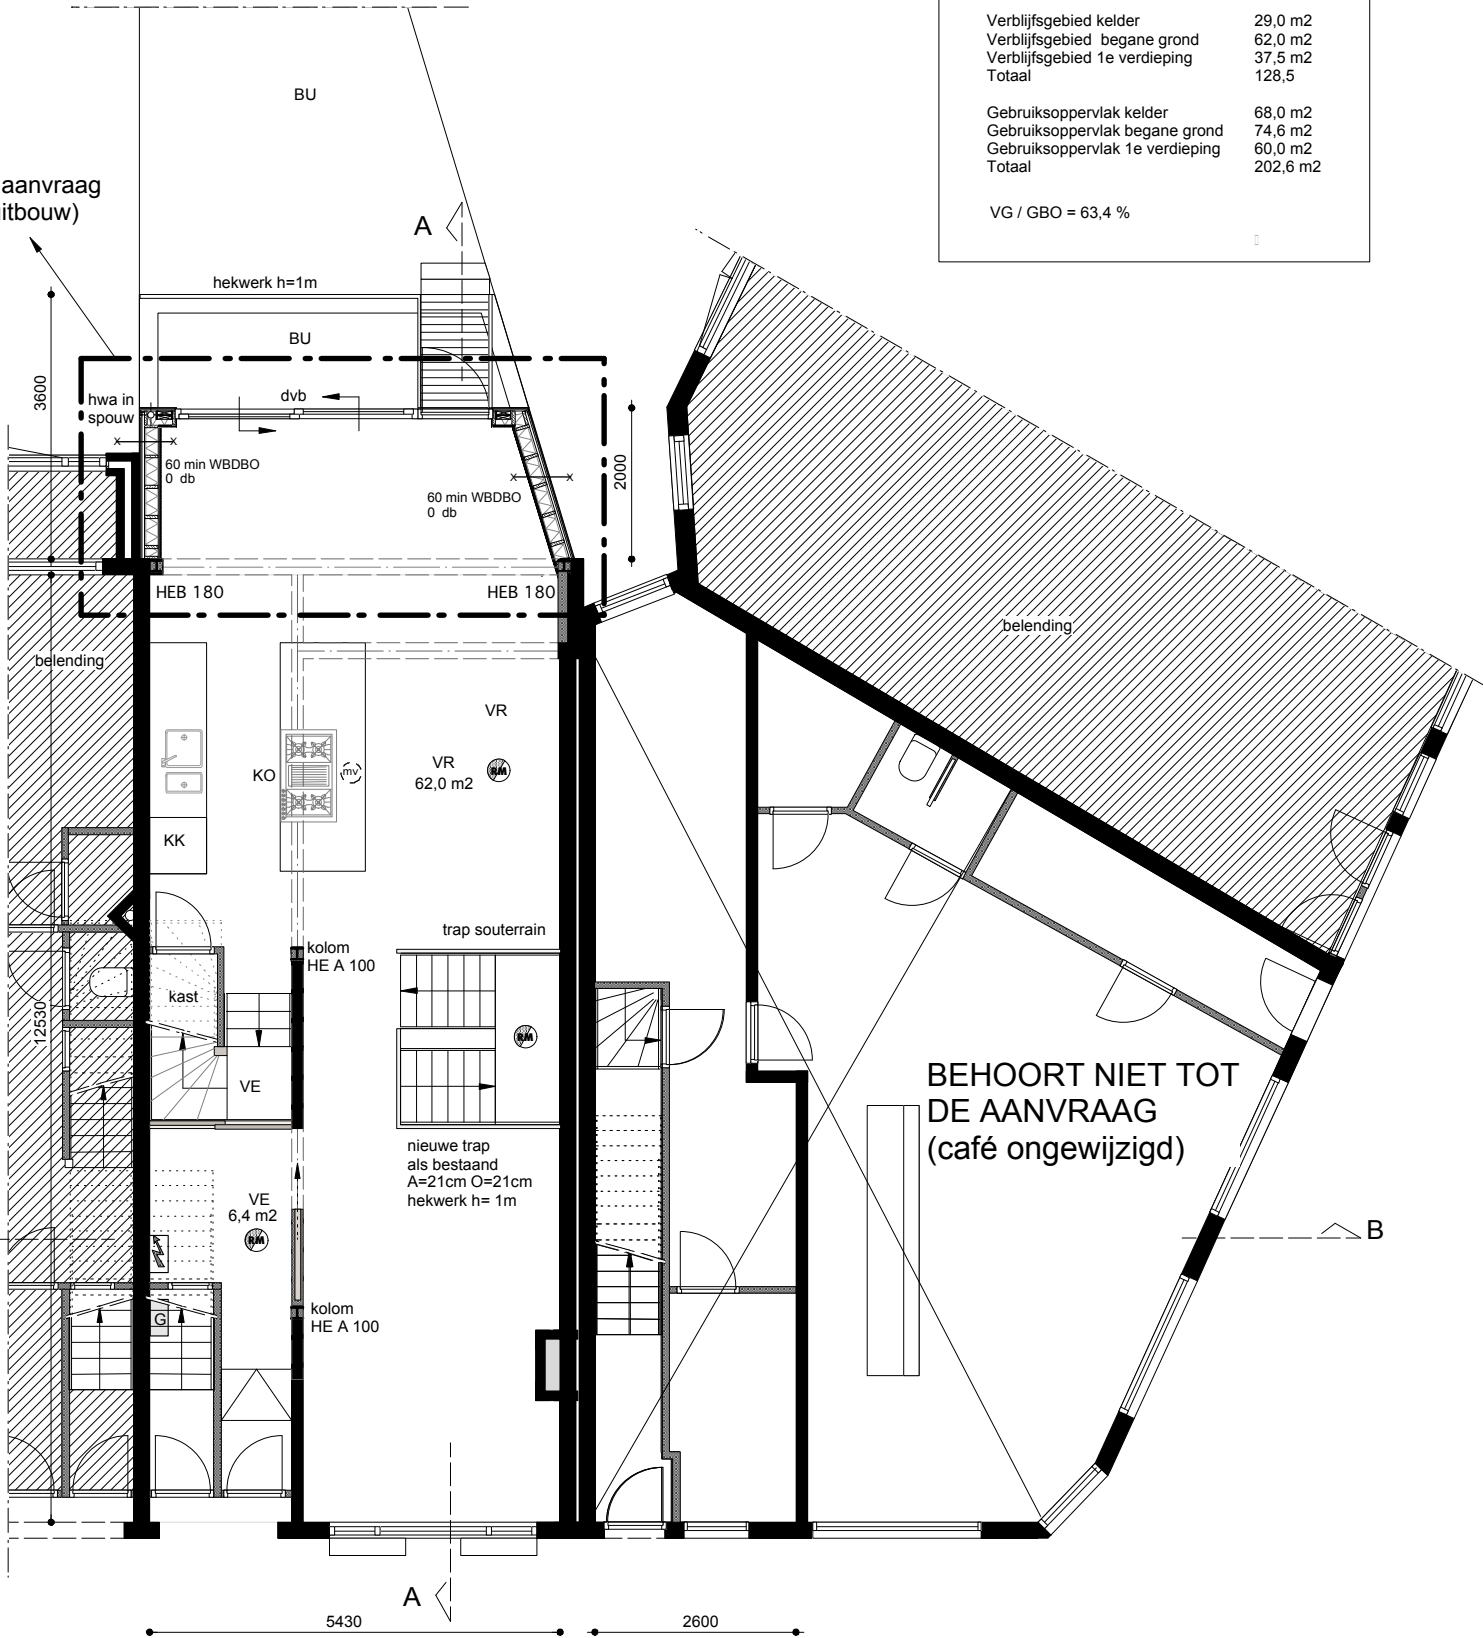 Verblijfsgebied kelder 29,0 m2
Verblijfsgebied begane grond 62,0 m2
Verblijfsgebied 1e verdieping 37,5 m2
Totaal 128,5
Gebruiksoppervlak kelder 68,0 m2
Gebruiksoppervlak begane grond 74,6 m2
Gebruiksoppervlak 1e verdieping 60,0 m2
Totaal 202,6 m2
VG / GBO = 63,4 %
BU
aanvraag
itbouw)
A
hekwerk h=1m
BU
3600
hwa in
spouw
dvb
60 min WBDBO
0 db
60 min WBDBO
0 db
2000
HEB 180
HEB 180
belending
belending
VR
KO
mv
VR
62,0 m2
RM
KK
trap souterrain
kolom
HE A 100
kast
12530
RM
VE
BEHOORT NIET TOT
DE AANVRAAG
(café ongewijzigd)
nieuwe trap
als bestaand
A=21cm O=21cm
hekwerk h= 1m
VE
6,4 m2
RM
B
G
kolom
HE A 100
A
5430
2600